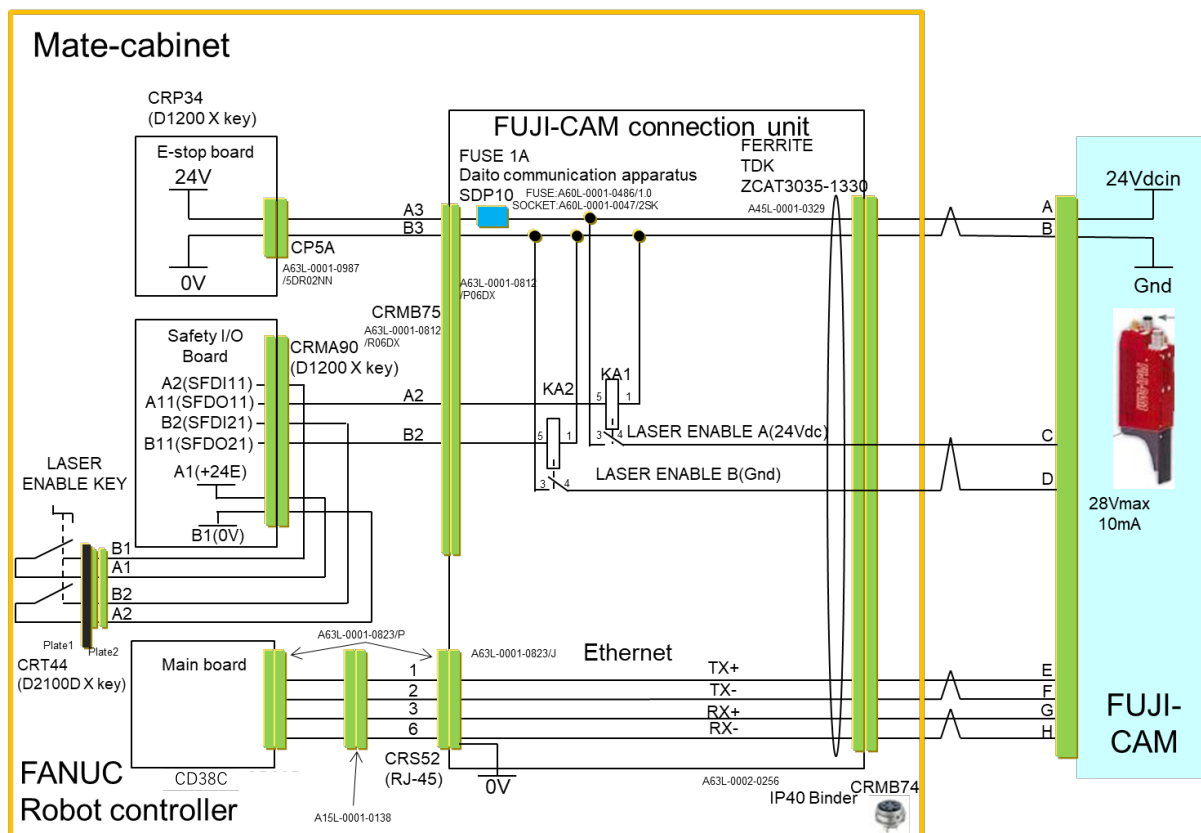 Mate-cabinet
CRP34
(D1200 X key)
E-stop board
24V
0V
CP5A
A63L-0001-0987
/5DR02NN
A3
B3
FUJI-CAM connection unit
FUSE 1A
Daito communication apparatus
SDP10
FUSE:A60L-0001-0486/1.0
SOCKET:A60L-0001-0047/2SK
FERRITE
TDK
ZCAT3035-1330
A45L-0001-0329
A63L-0001-0812
/P06DX
CRMB75
A63L-0001-0812
/R06DX
24Vdcin
A
B
Gnd
Safety I/O
Board
CRMA90
(D1200 X key)
A2(SFDI11)
A11(SFDO11)
B2(SFDI21)
B11(SFDO21)
A1(+24E)
B1(0V)
A2
B2
KA2
KA1
5
1
3
4
5
1
3
4
LASER ENABLE A(24Vdc)
LASER ENABLE B(Gnd)
C
D
28Vmax
10mA
LASER
ENABLE KEY
B1
A1
B2
A2
Plate1
Plate2
CRT44
(D2100D X key)
Main board
CD38C
A63L-0001-0823/P
A15L-0001-0138
A63L-0001-0823/J
1
2
3
6
CRS52
(RJ-45)
0V
Ethernet
TX+
TX-
RX+
RX-
E
F
G
H
FUJI-
CAM
A63L-0002-0256
IP40 Binder
CRMB74
FANUC
Robot controller